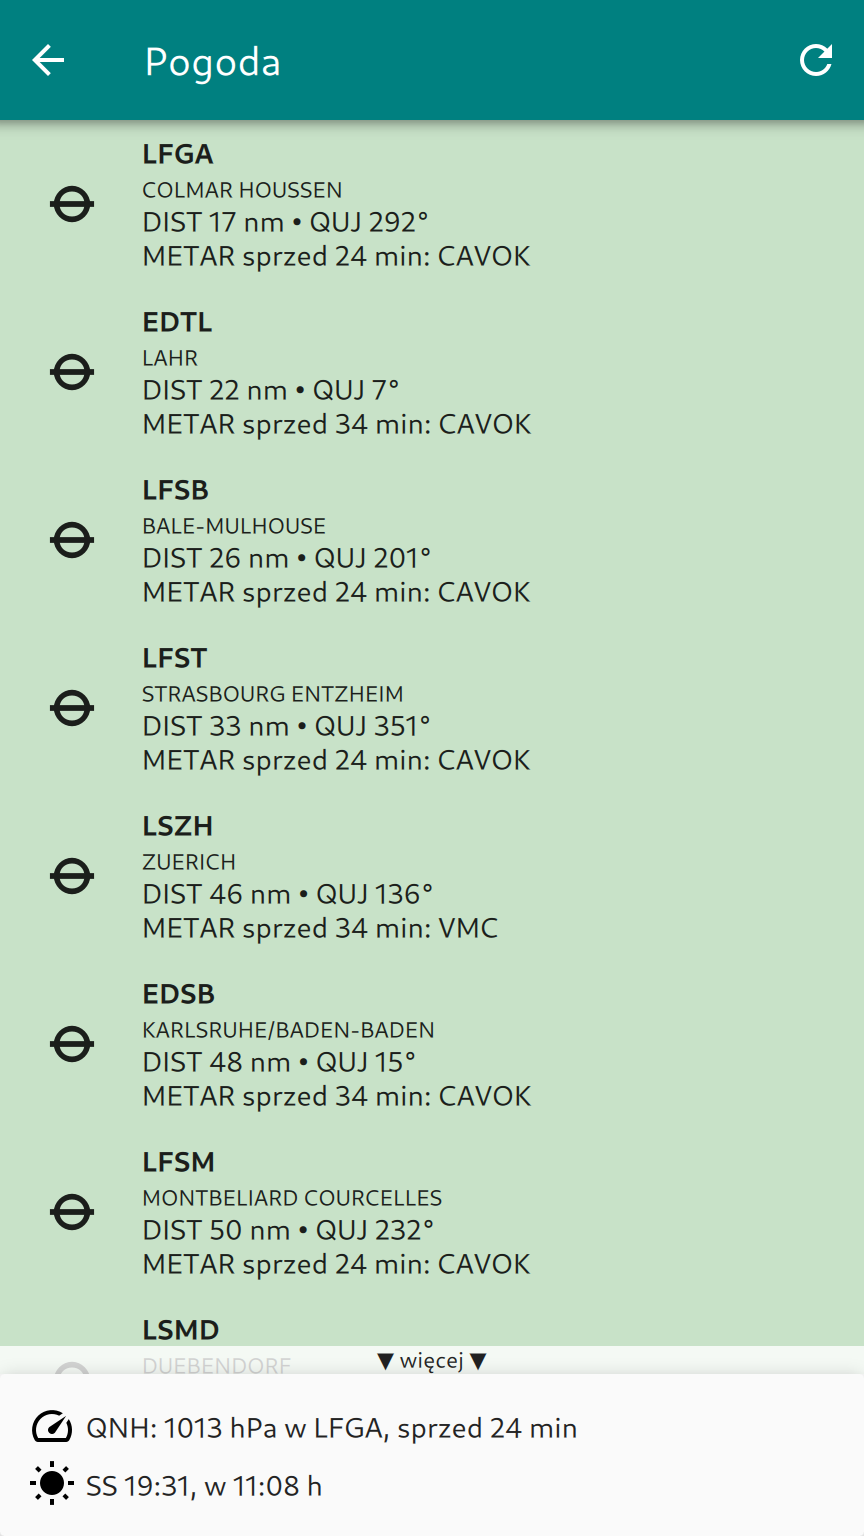 Pogoda
LFGA
COLMAR HOUSSEN
DIST 17 nm • QUJ 292°
METAR sprzed 24 min: CAVOK
EDTL
LAHR
DIST 22 nm • QUJ 7°
METAR sprzed 34 min: CAVOK
LFSB
BALE-MULHOUSE
DIST 26 nm • QUJ 201°
METAR sprzed 24 min: CAVOK
LFST
STRASBOURG ENTZHEIM
DIST 33 nm • QUJ 351°
METAR sprzed 24 min: CAVOK
LSZH
ZUERICH
DIST 46 nm • QUJ 136°
METAR sprzed 34 min: VMC
EDSB
KARLSRUHE/BADEN-BADEN
DIST 48 nm • QUJ 15°
METAR sprzed 34 min: CAVOK
LFSM
MONTBELIARD COURCELLES
DIST 50 nm • QUJ 232°
METAR sprzed 24 min: CAVOK
LSMD
DUEBENDORF
▼ więcej ▼
QNH: 1013 hPa w LFGA, sprzed 24 min
SS 19:31, w 11:08 h